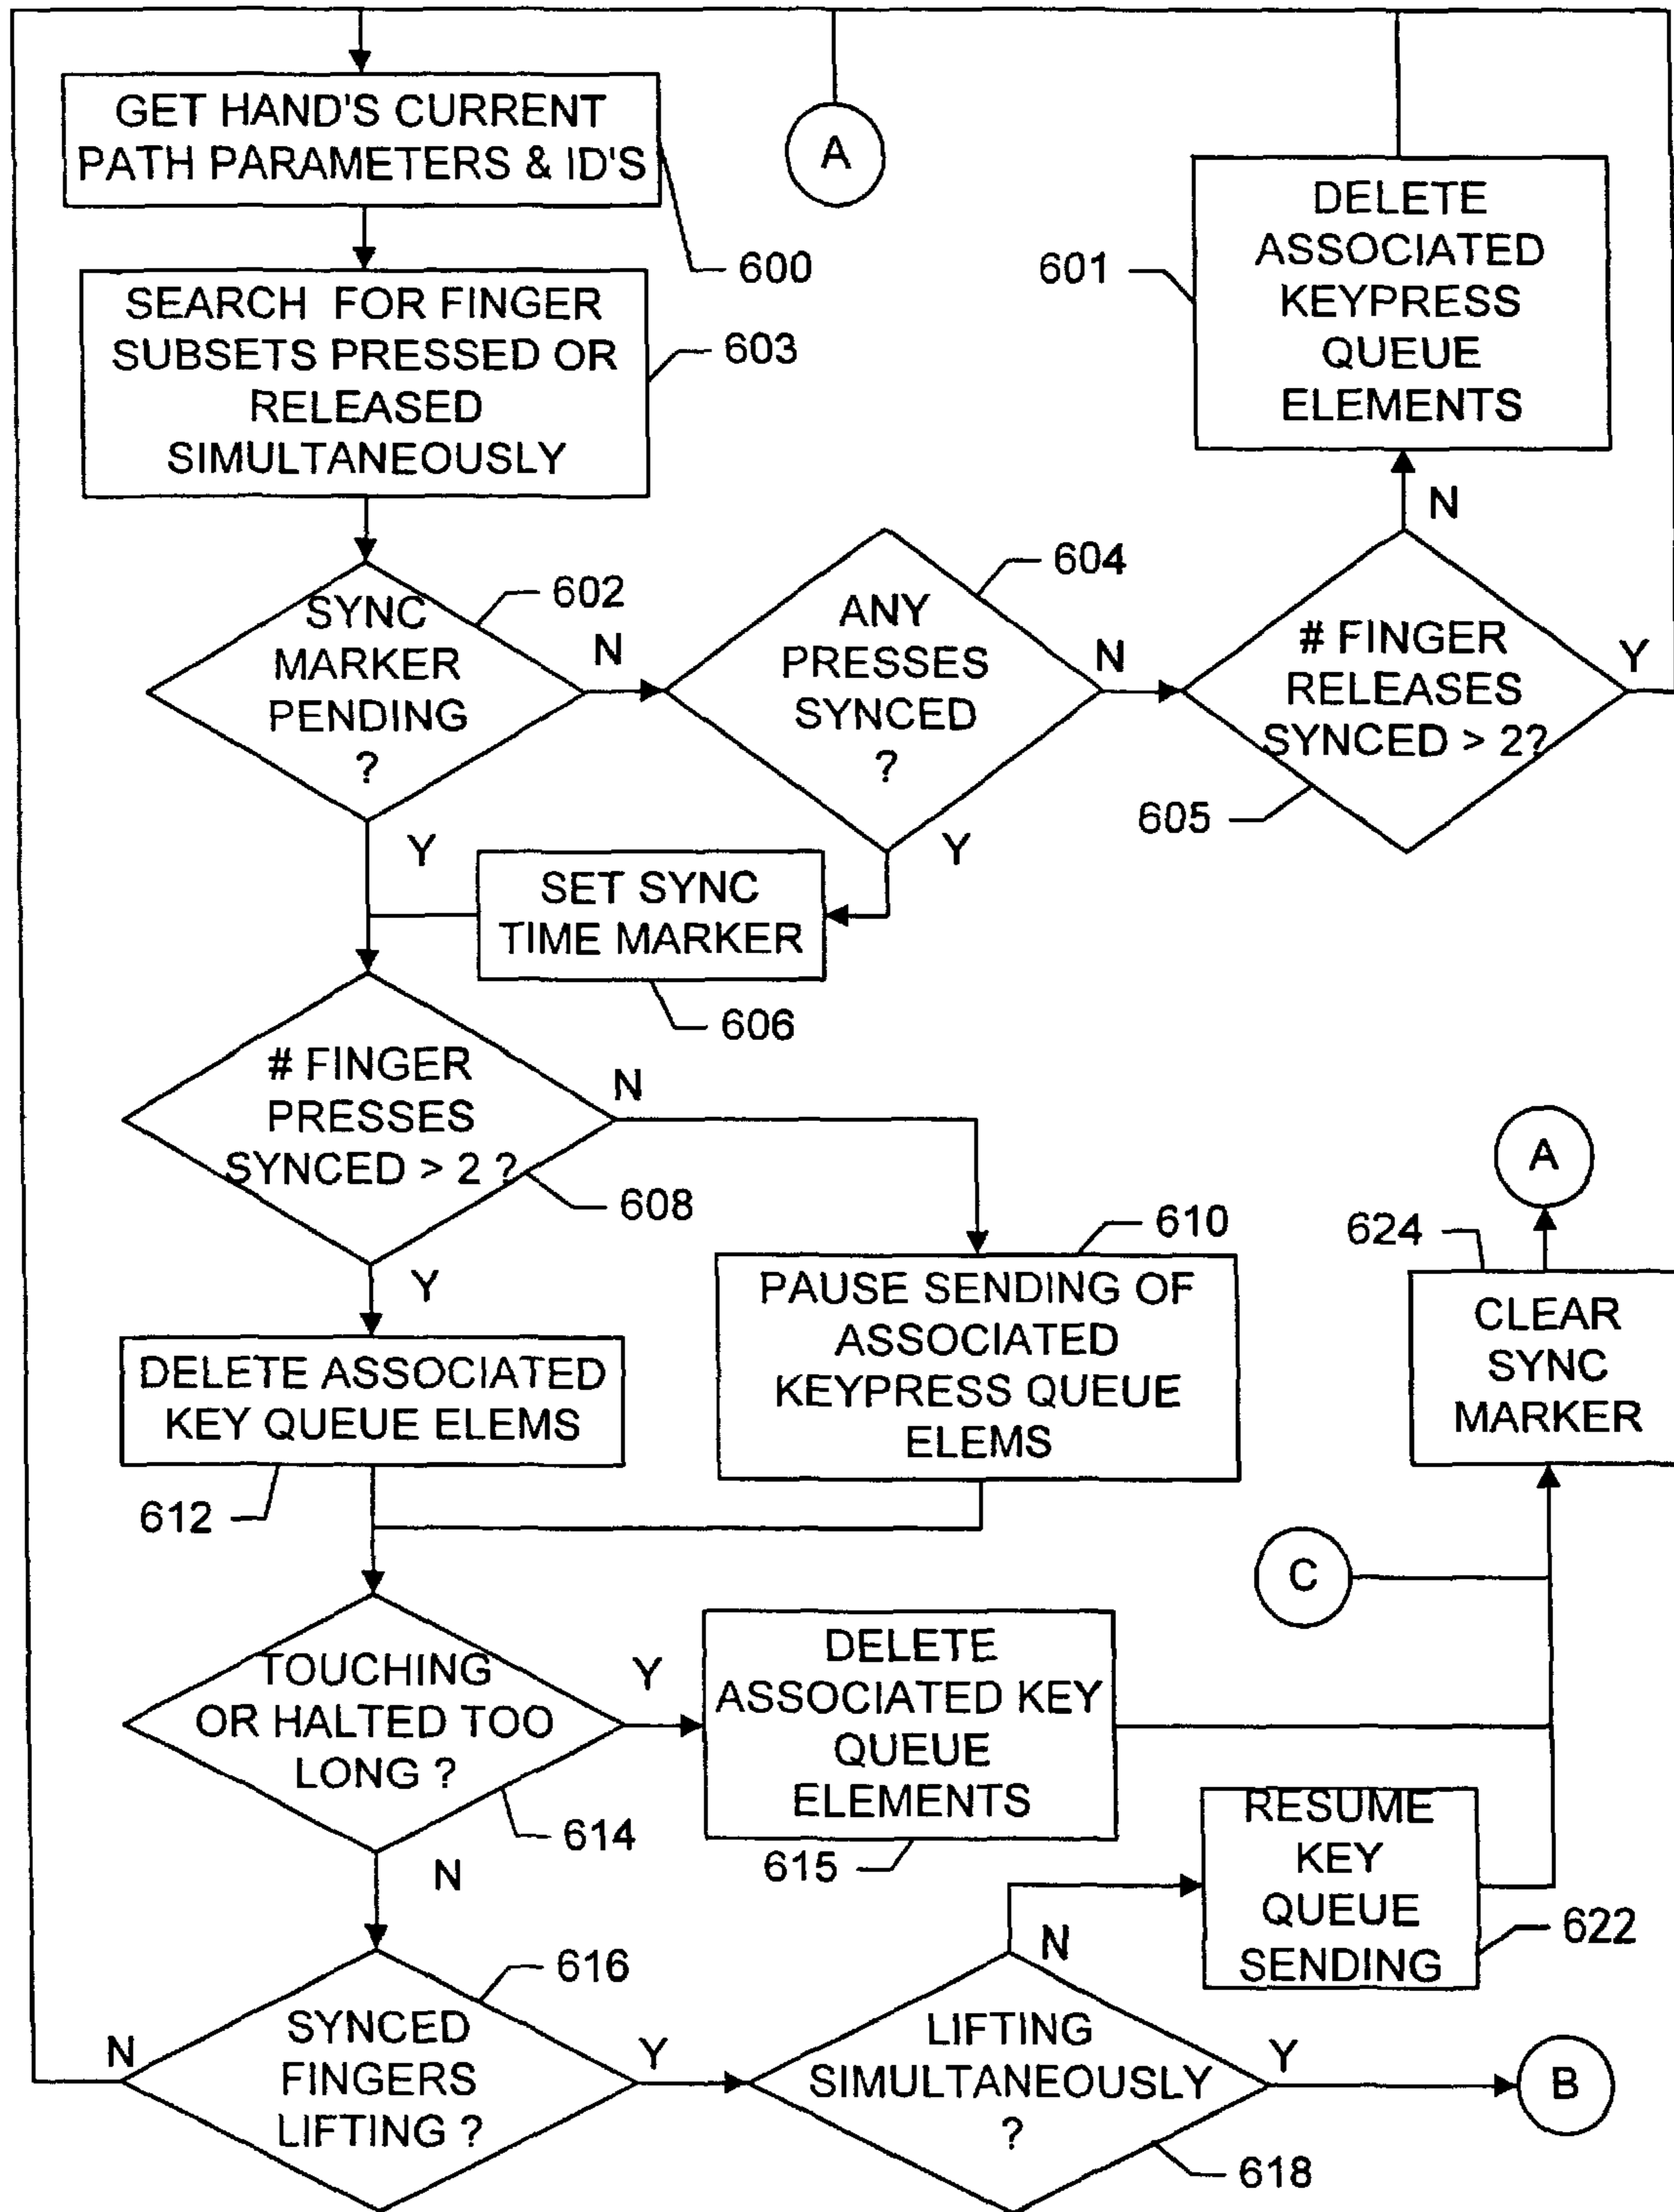 GET HAND'S CURRENT
PATH PARAMETERS & ID'S
600
A
DELETE
ASSOCIATED
KEYPRESS
QUEUE
ELEMENTS
601
SEARCH FOR FINGER
SUBSETS PRESSED OR
RELEASED
SIMULTANEOUSLY
603
N
SYNC
MARKER
PENDING
?
602
N
ANY
PRESSES
SYNCED
?
604
N
# FINGER
RELEASES
SYNCED > 2?
605
Y
Y
SET SYNC
TIME MARKER
606
Y
# FINGER
PRESSES
SYNCED > 2 ?
608
N
Y
PAUSE SENDING OF
ASSOCIATED
KEYPRESS QUEUE
ELEMS
610
A
624
CLEAR
SYNC
MARKER
DELETE ASSOCIATED
KEY QUEUE ELEMS
612
C
TOUCHING
OR HALTED TOO
LONG ?
614
Y
DELETE
ASSOCIATED KEY
QUEUE
ELEMENTS
615
N
RESUME
KEY
QUEUE
SENDING
622
N
SYNCED
FINGERS
LIFTING ?
616
N
Y
LIFTING
SIMULTANEOUSLY
?
618
Y
B